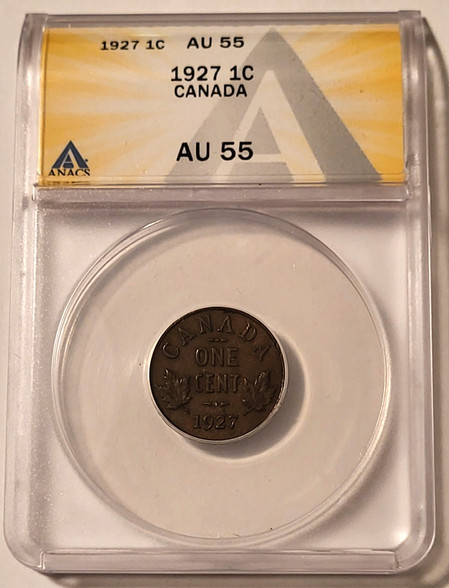 1927 1C AU 55
1927 1C
CANADA
AU 55
ANACS
CANADA
ONE
CENT
1927